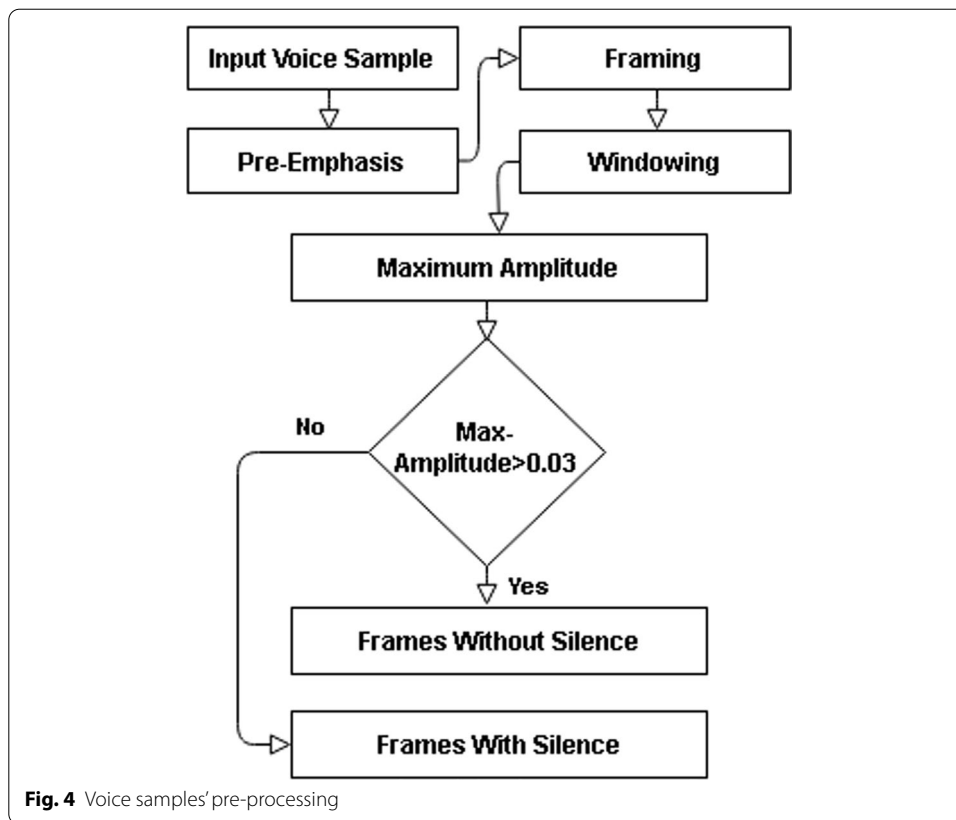 Input Voice Sample
Pre-Emphasis
Framing
Windowing
Maximum Amplitude
Max-
Amplitude>0.03
No
Yes
Frames Without Silence
Frames With Silence
Fig. 4 Voice samples' pre-processing